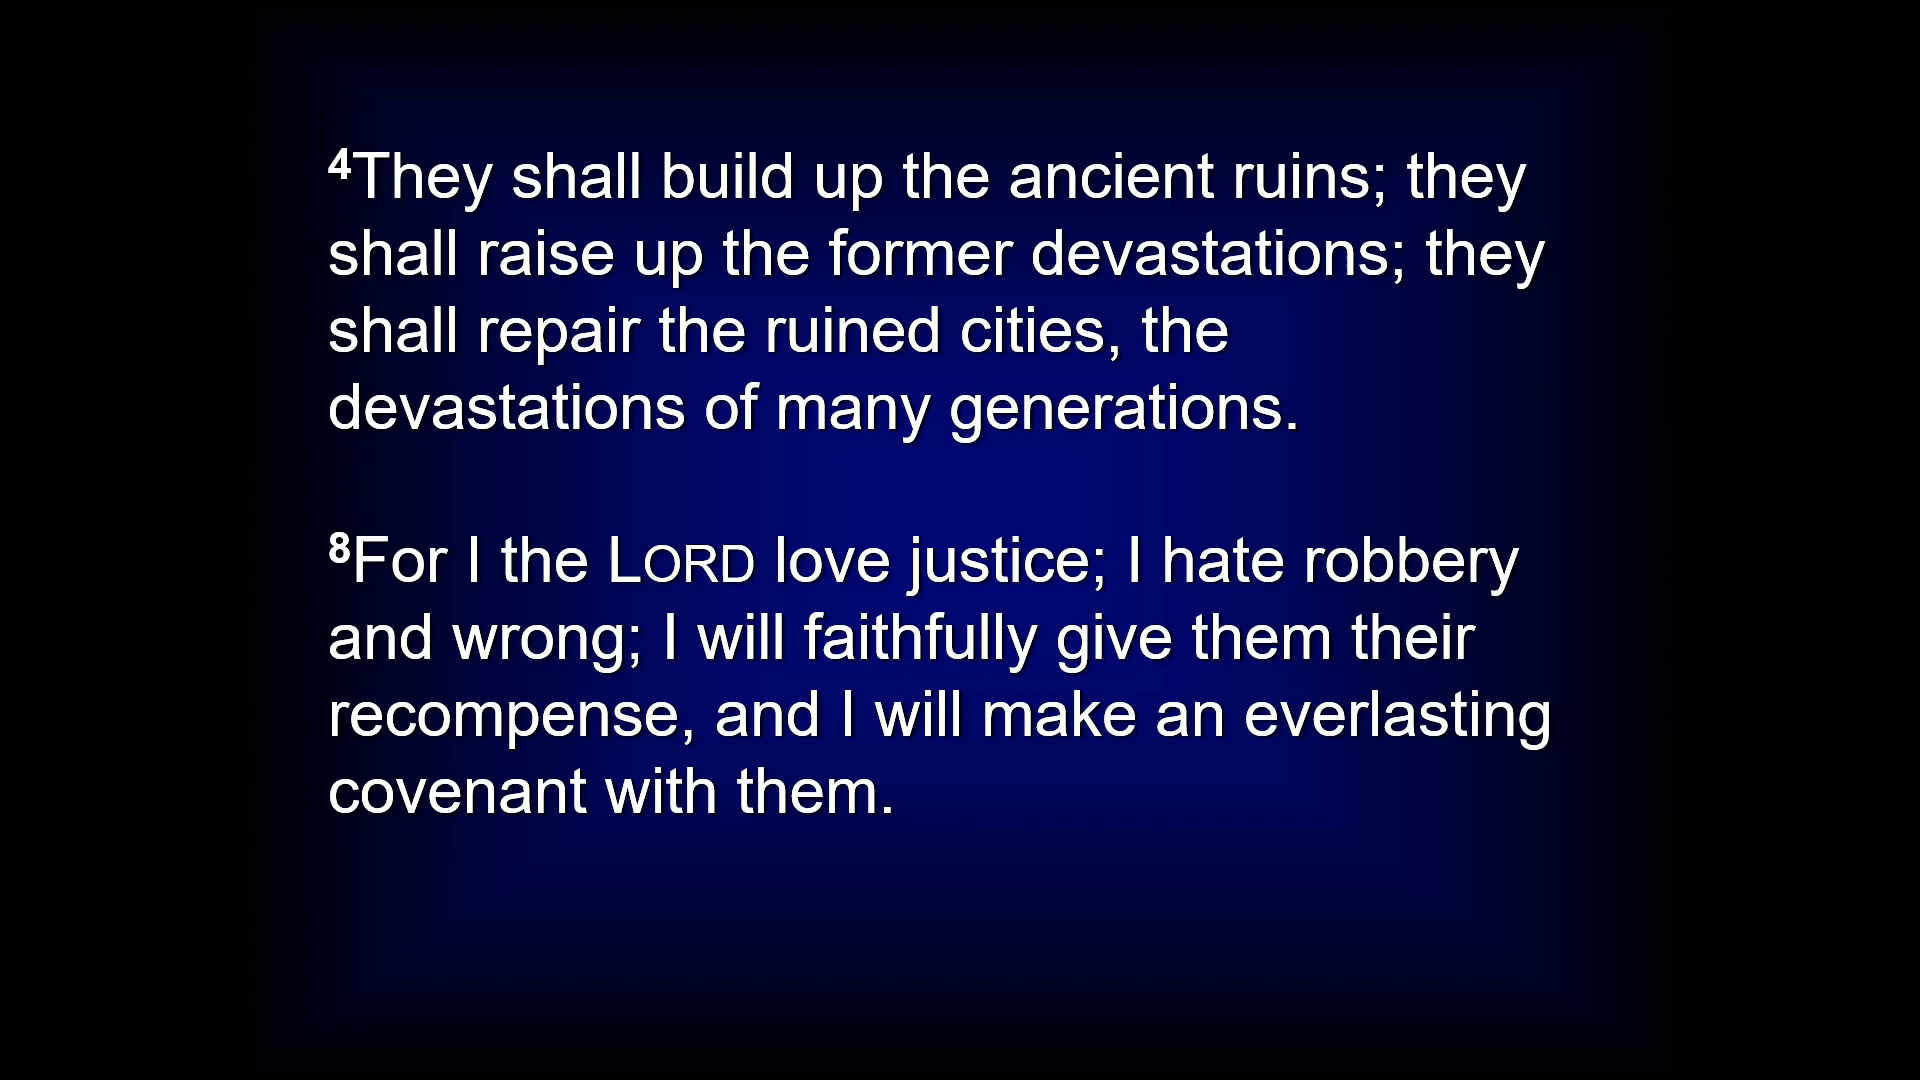 4They shall build up the ancient ruins; they
shall raise up the former devastations; they
shall repair the ruined cities, the
devastations of many generations.
8For I the LORD love justice; I hate robbery
and wrong; I will faithfully give them their
recompense, and I will make an everlasting
covenant with them.